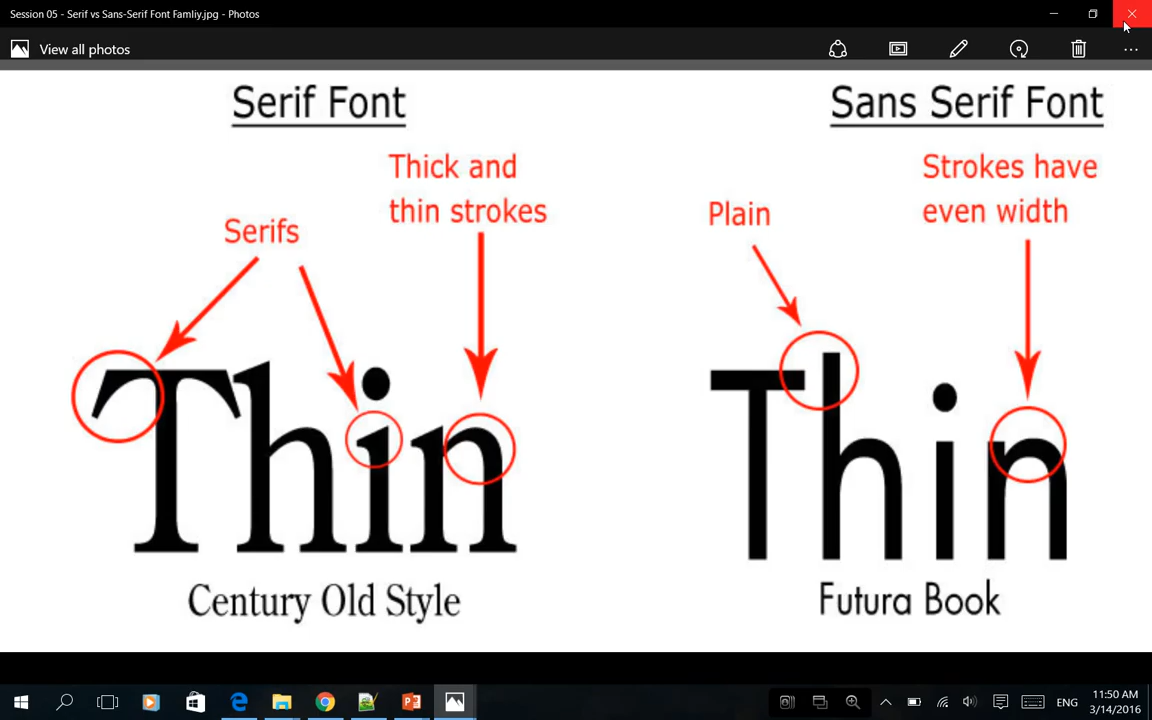 Session 05 - Serif vs Sans-Serif Font Famliy.jpg - Photos
View all photos
Serif Font
Sans Serif Font
Thick and
thin strokes
Serifs
Strokes have
even width
Plain
Thin
Thin
Century Old Style
Futura Book
ENG
11:50 AM
3/14/2016